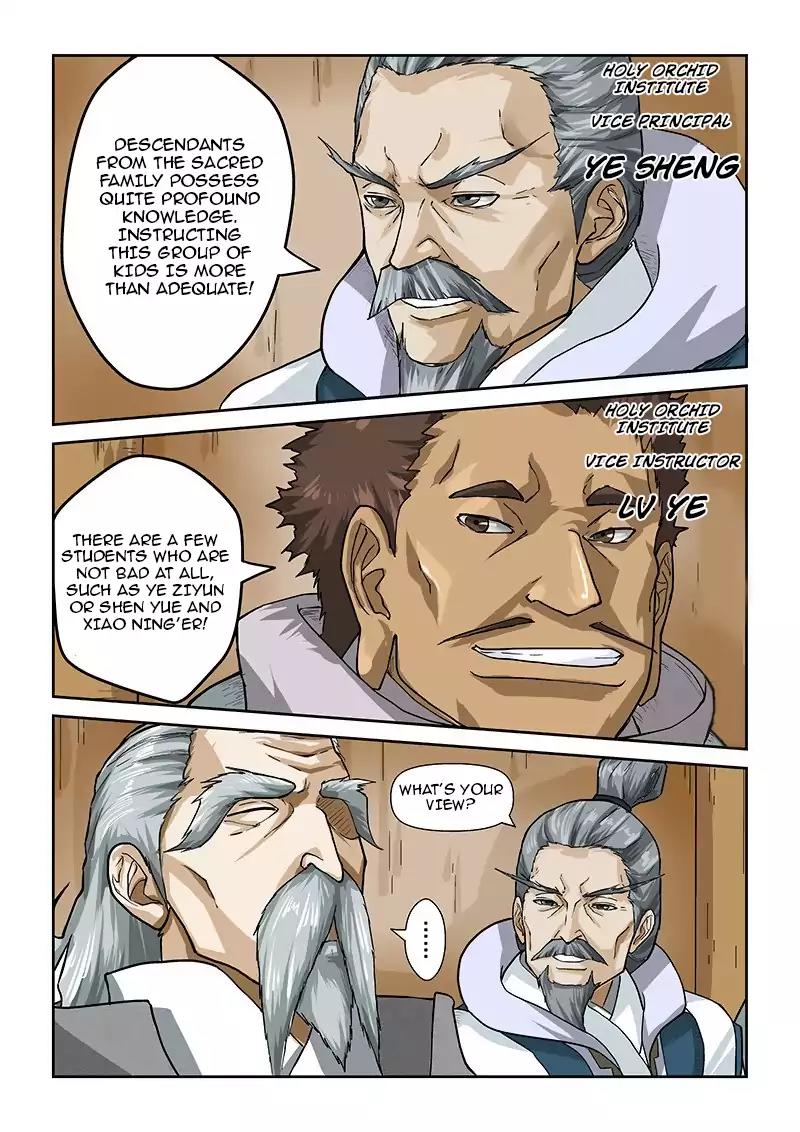 HOLY ORCHID
INSTITUTE
VICE PRINCIPAL
YE SHENG
DESCENDANTS
FROM THE SACRED
FAMILY POSSESS
QUITE PROFOUND
KNOWLEDGE.
INSTRUCTING
THIS GROUP OF
KIDS IS MORE
THAN ADEQUATE!
HOLY ORCHID
INSTITUTE
VICE INSTRUCTOR
LV YE
THERE ARE A FEW
STUDENTS WHO ARE
NOT BAD AT ALL,
SUCH AS YE ZIYUN
OR SHEN YUE AND
XIAO NING'ER!
WHAT'S YOUR
VIEW?
......